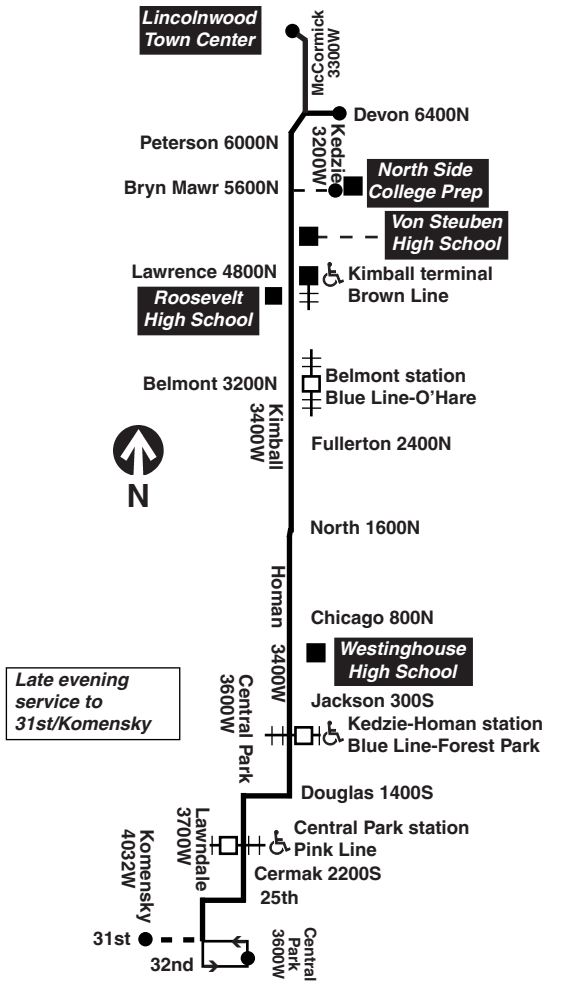 Lincolnwood
Town Center
McCormick
3300W
Devon 6400N
Peterson 6000N
Kedzie
3200W
Bryn Mawr 5600N
North Side
College Prep
Von Steuben
High School
Lawrence 4800N
Kimball terminal
Brown Line
Roosevelt
High School
Belmont 3200N
Belmont station
Blue Line-O'Hare
Kimball
3400W
Fullerton 2400N
N
North 1600N
Homan 3400W
Chicago 800N
Westinghouse
High School
Late evening
service to
31st/Komensky
Central Park
3600W
Jackson 300S
Kedzie-Homan station
Blue Line-Forest Park
Douglas 1400S
Lawndale
3700W
Komensky
4032W
Central Park station
Pink Line
Cermak 2200S
25th
31st
32nd
Central
Park
3600W